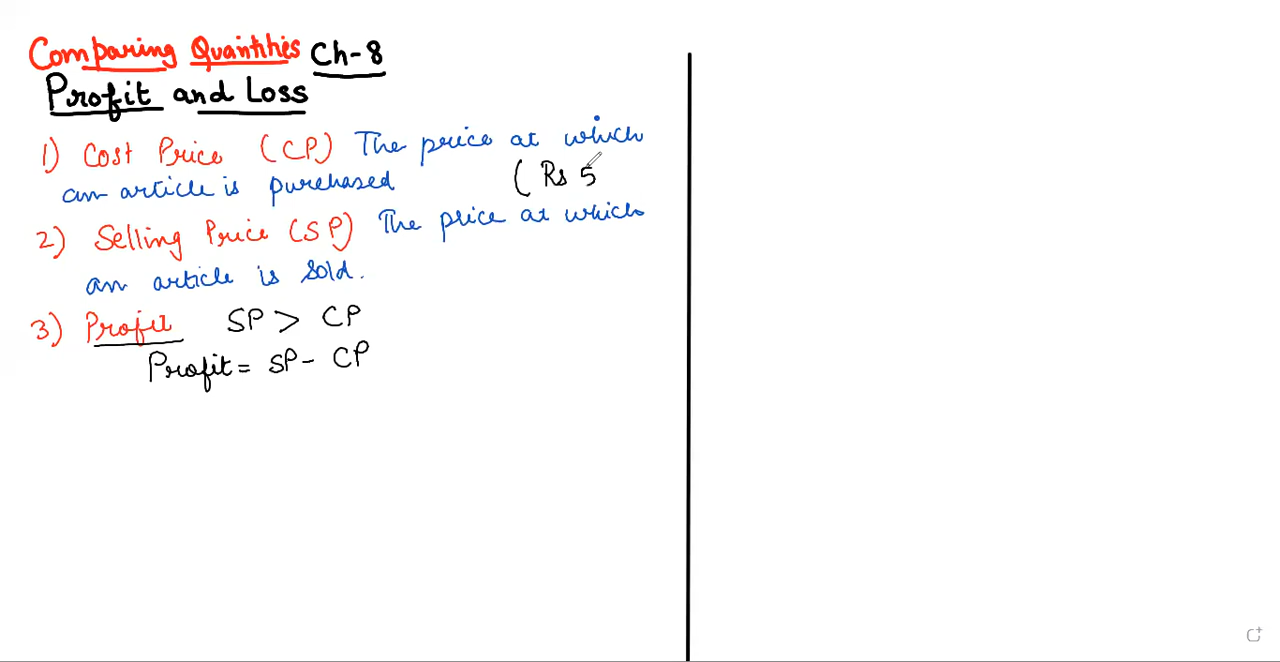 Comparing Quantities Ch-8
Profit and Loss
1) Cost Price (CP) The price at which
an article is purchased (Rs 5
2) Selling Price (SP) The price at which
an article is sold.
3) Profit SP > CP
Profit = SP - CP